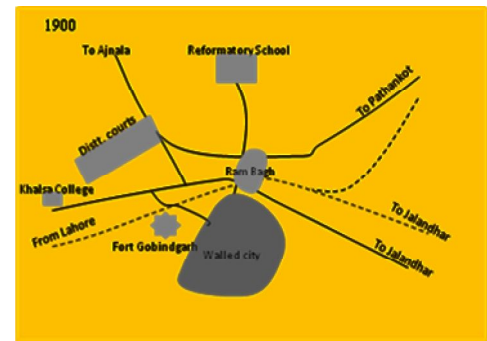 1900
To Ajnala
Reformatory School
To Pathankot
Distt. courts
Ram Bagh
Khalsa College
From Lahore
To Jalandhar
Fort Gobindgarh
Walled city
To Jalandhar